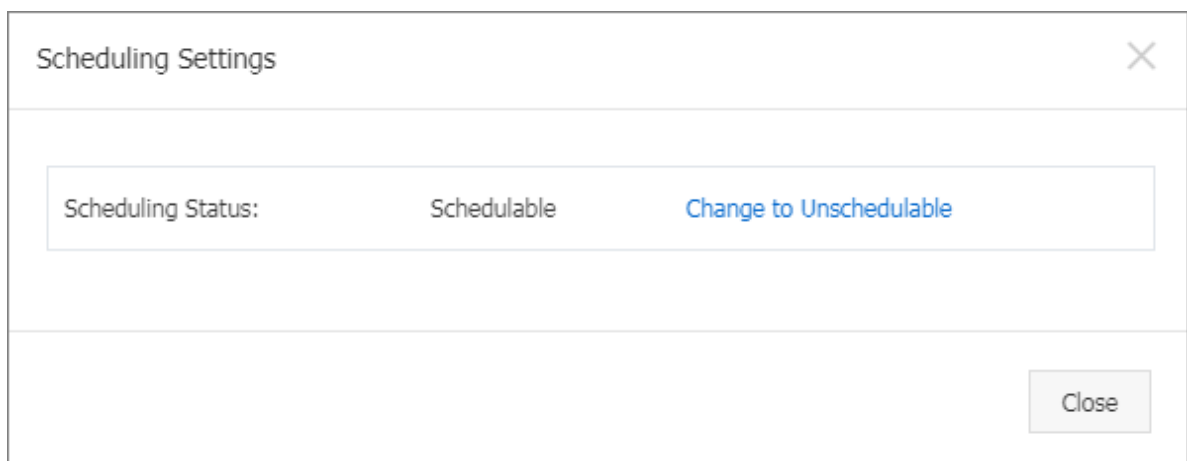 Scheduling Settings
Scheduling Status: Schedulable Change to Unschedulable
Close